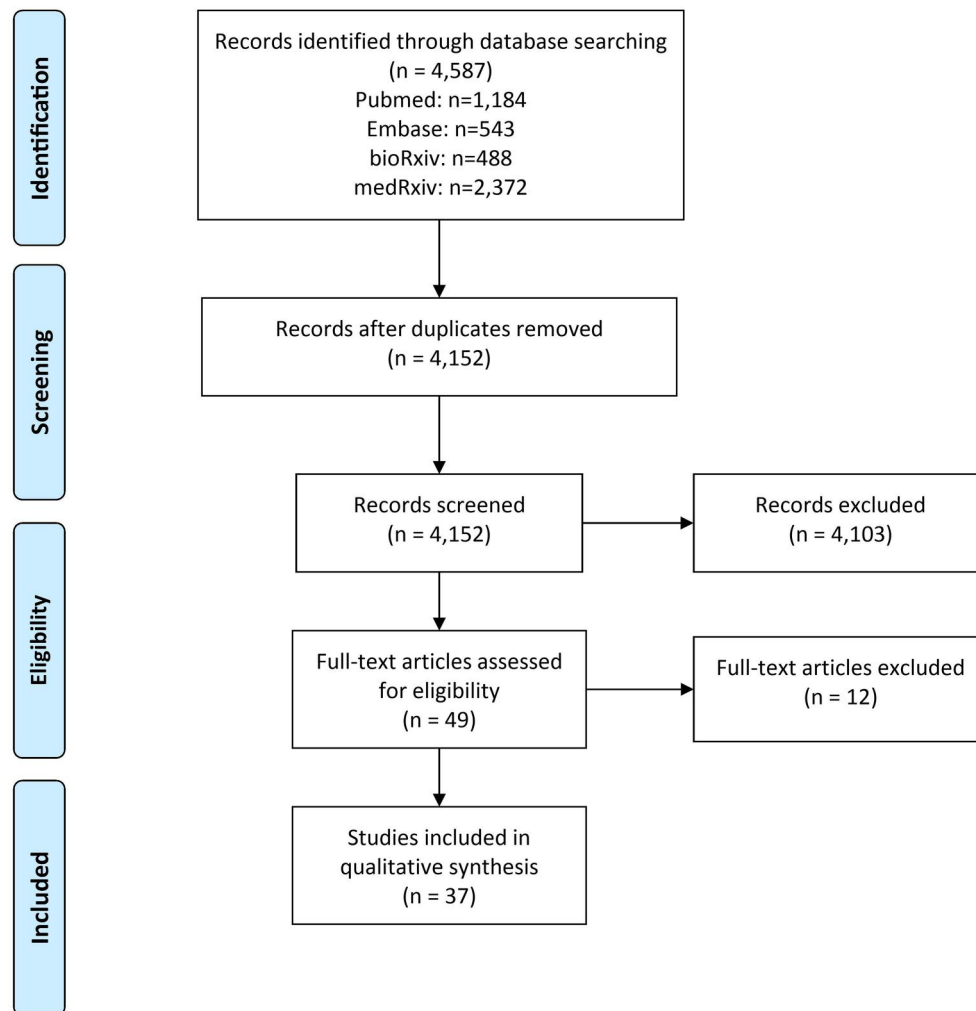 Identification
Records identified through database searching
(n = 4,587)
Pubmed: n=1,184
Embase: n=543
bioRxiv: n=488
medRxiv: n=2,372
Screening
Records after duplicates removed
(n = 4,152)
Records screened
(n = 4,152)
Records excluded
(n = 4,103)
Eligibility
Full-text articles assessed
for eligibility
(n = 49)
Full-text articles excluded
(n = 12)
Included
Studies included in
qualitative synthesis
(n = 37)